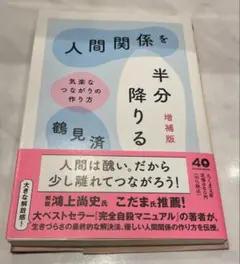 人間関係を
半分降りる
増補版
気楽な
つながりの
作り方
鶴見済
人間は醜い。だから
少し離れてつながろう!
大きな解放感!
鴻上尚史氏 こだま氏推薦!
大ベストセラー『完全自殺マニュアル』の著者が、
生きづらさの最終的な解決法、優しい人間関係の作り方を伝授。
40